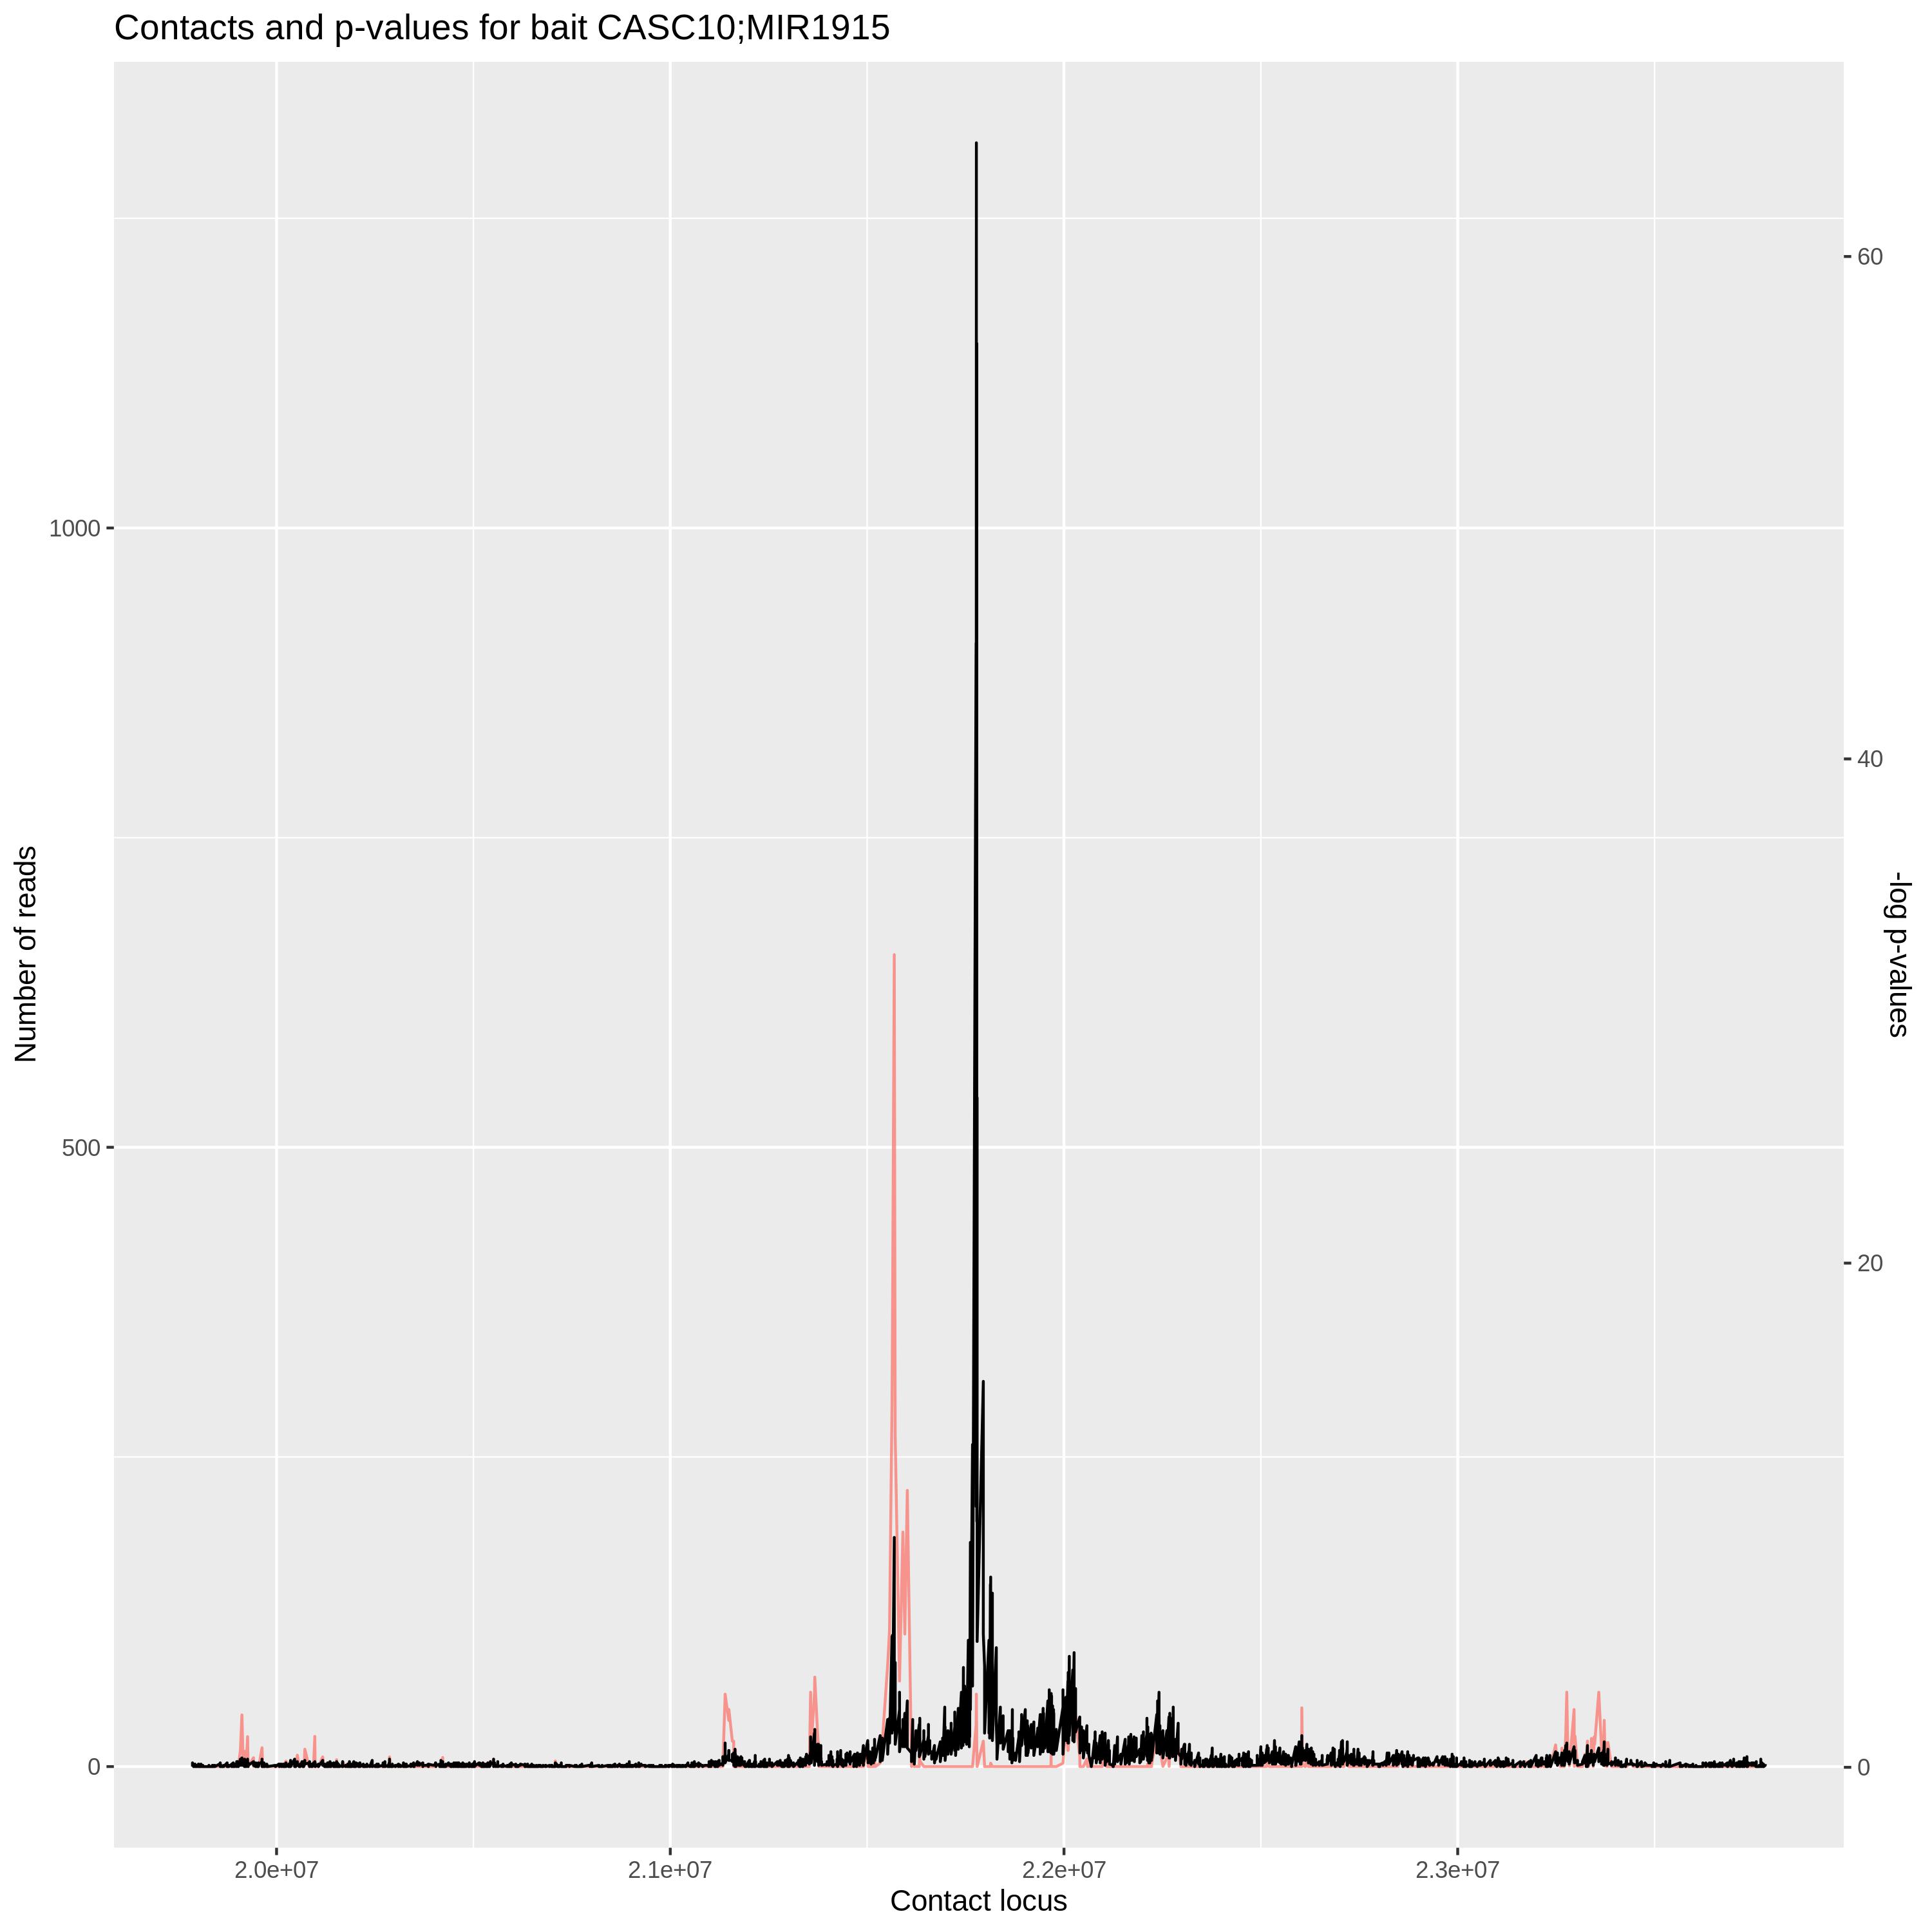 Contacts and p-values for bait CASC10;MIR1915
60
1000
40
Number of reads
-log p-values
500
20
0
0
2.0e+07
2.1e+07
2.2e+07
2.3e+07
Contact locus